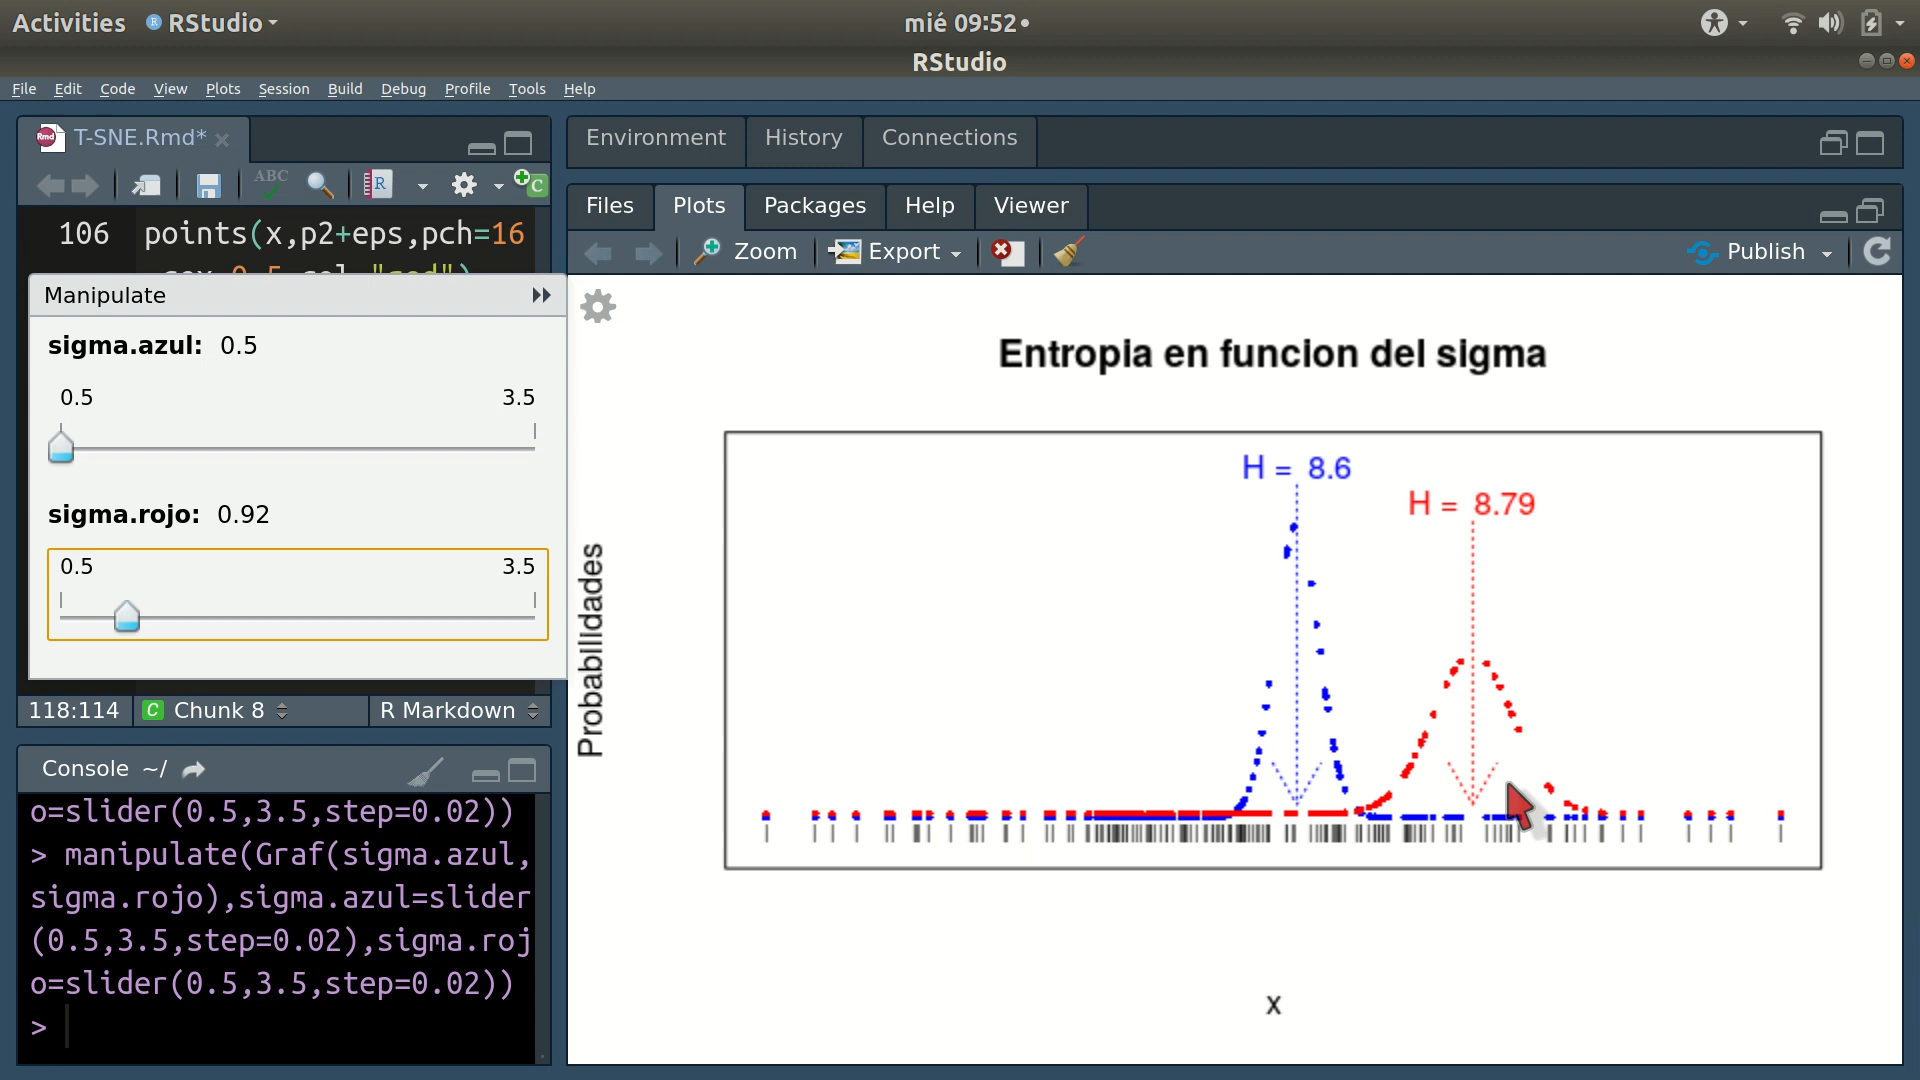 Activities RStudio mié 09:52
RStudio
File Edit Code View Plots Session Build Debug Profile Tools Help
T-SNE.Rmd*
Environment History Connections
ABC
Files Plots Packages Help Viewer
106 points(x,p2+eps,pch=16
Zoom Export Publish
Manipulate
sigma.azul: 0.5
0.5 3.5
sigma.rojo: 0.92
0.5 3.5
118:114 Chunk 8 R Markdown
Console ~/
o=slider(0.5,3.5,step=0.02))
> manipulate(Graf(sigma.azul,
sigma.rojo),sigma.azul=slider
(0.5,3.5,step=0.02),sigma.roj
o=slider(0.5,3.5,step=0.02))
>
Entropia en funcion del sigma
H = 8.6
H = 8.79
Probabilidades
x